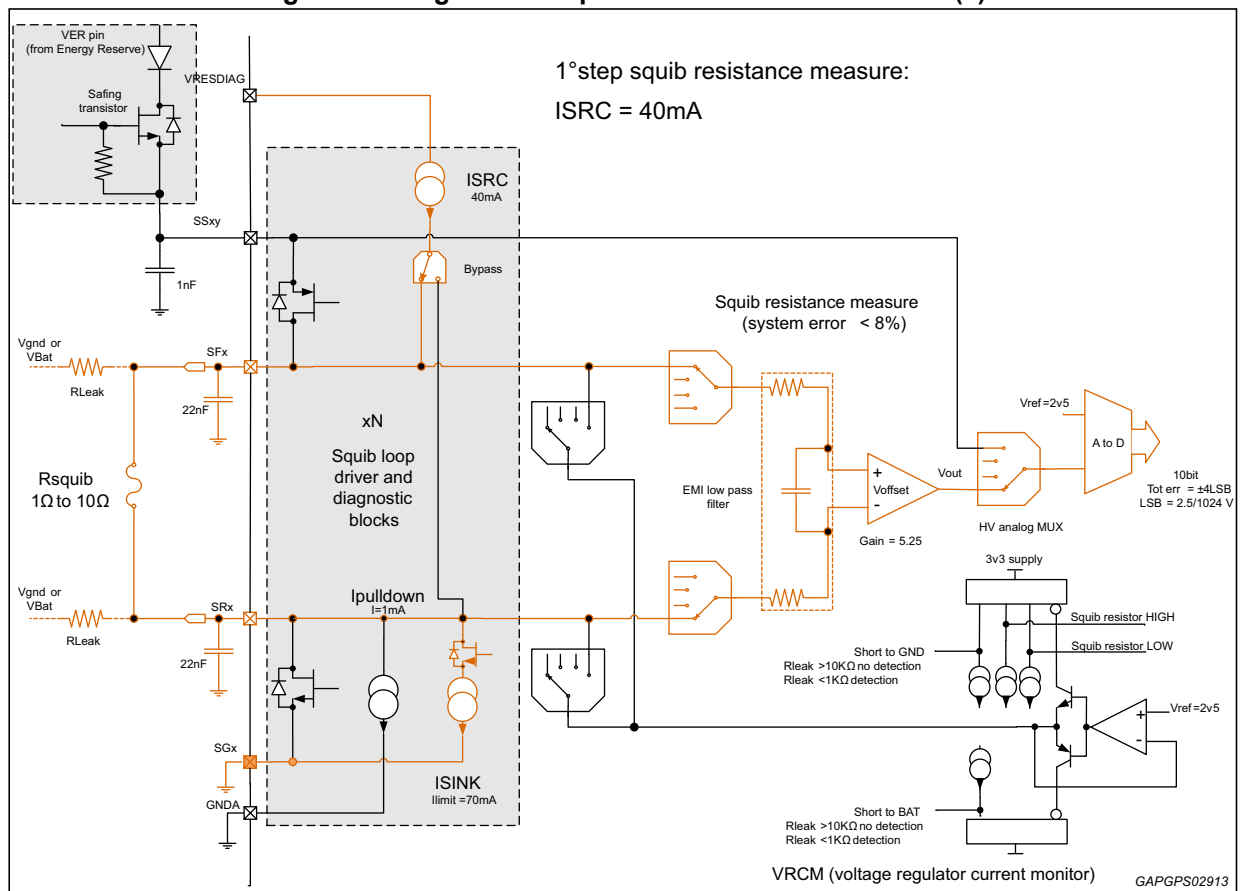 VER pin
(from Energy Reserve)
VRESDIAG
Safing
transistor
1°step squib resistance measure:
ISRC = 40mA
ISRC
40mA
SSxy
1nF
Bypass
Squib resistance measure
(system error < 8%)
Vgnd or
VBat
RLeak
SFx
22nF
xN
Squib loop
driver and
diagnostic
blocks
Rsquib
1Ω to 10Ω
EMI low pass
filter
+
Voffset
-
Gain = 5.25
Vout
HV analog MUX
Vref=2v5
A to D
10bit
Tot err = ±4LSB
LSB = 2.5/1024 V
Vgnd or
VBat
RLeak
SRx
22nF
Ipulldown
I=1mA
SGx
GNDA
ISINK
Ilimit =70mA
3v3 supply
Squib resistor HIGH
Squib resistor LOW
Short to GND
Rleak >10KΩ no detection
Rleak <1KΩ detection
+
-
Vref=2v5
Short to BAT
Rleak >10KΩ no detection
Rleak <1KΩ detection
VRCM (voltage regulator current monitor)
GAPGPS02913